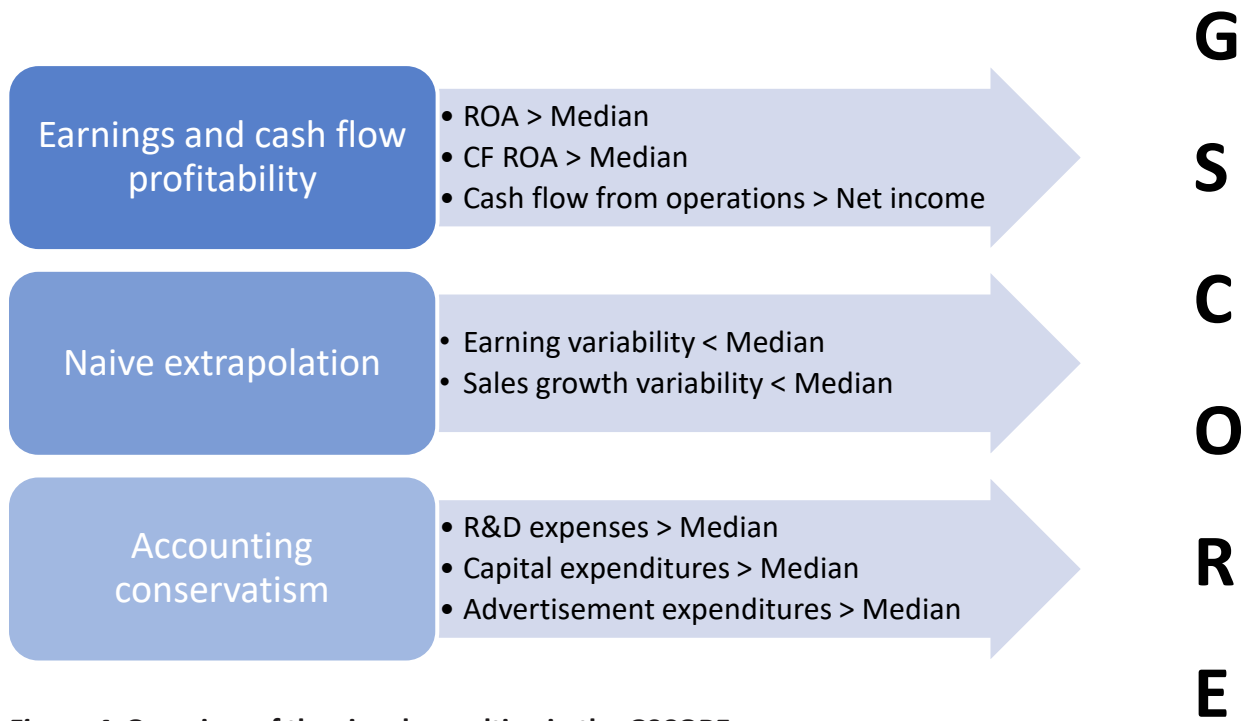 Earnings and cash flow
profitability
• ROA > Median
• CF ROA > Median
• Cash flow from operations > Net income
Naive extrapolation
• Earning variability < Median
• Sales growth variability < Median
Accounting
conservatism
• R&D expenses > Median
• Capital expenditures > Median
• Advertisement expenditures > Median
G
S
C
O
R
E